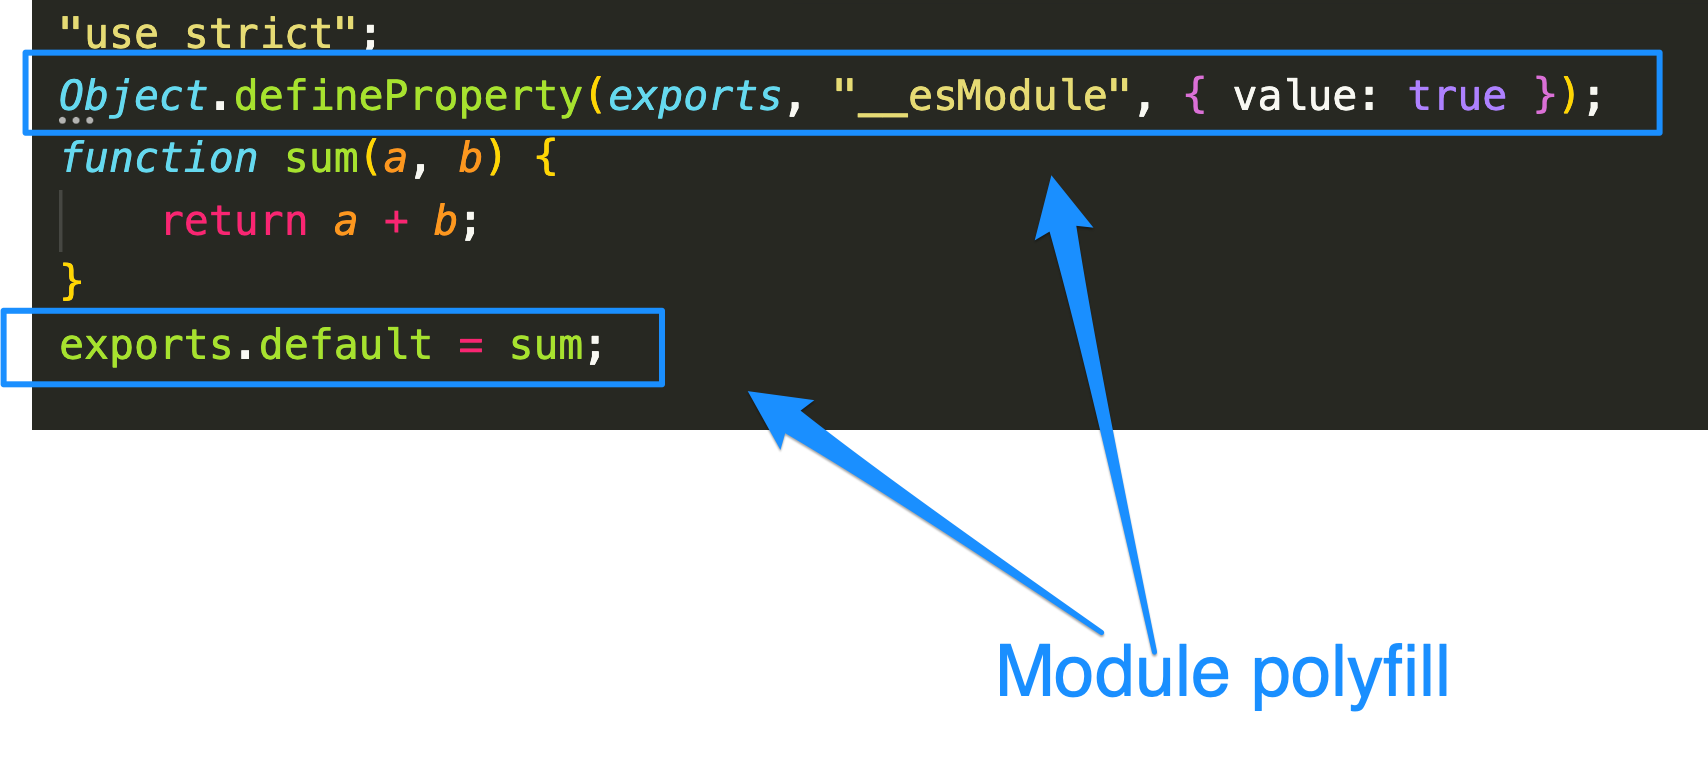 "use strict";
Object.defineProperty(exports, "__esModule", { value: true });
function sum(a, b) {
    return a + b;
}
exports.default = sum;
Module polyfill